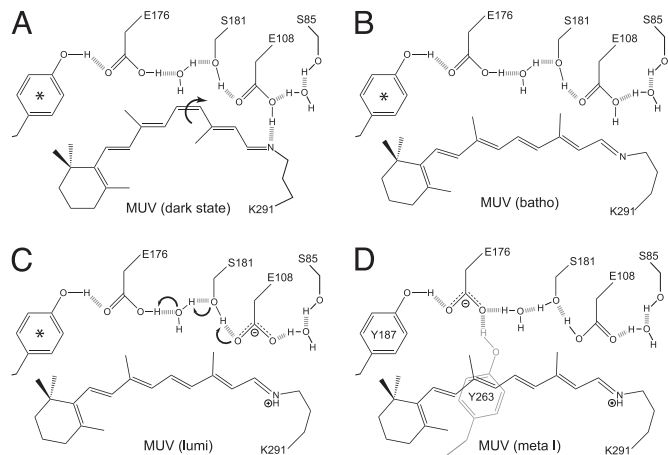 A
E176
S181
S85
E108
O
H
O
O
H
H
O
H
O
H
O
H
O
O
H
H
O
H
O
H
*
N
K291
MUV (dark state)
B
E176
S181
S85
E108
O
H
O
O
H
H
O
H
O
H
O
H
O
O
H
H
O
H
O
H
*
N
K291
MUV (batho)
C
E176
S181
S85
E108
O
H
O
O
H
H
O
H
O
H
O
O
⊖
H
O
H
O
H
*
N
H
⊕
K291
MUV (lumi)
D
E176
S181
S85
E108
O
H
O
O
⊖
H
O
H
H
O
H
O
O
H
O
H
O
H
H
O
Y187
Y263
N
H
⊕
K291
MUV (meta I)